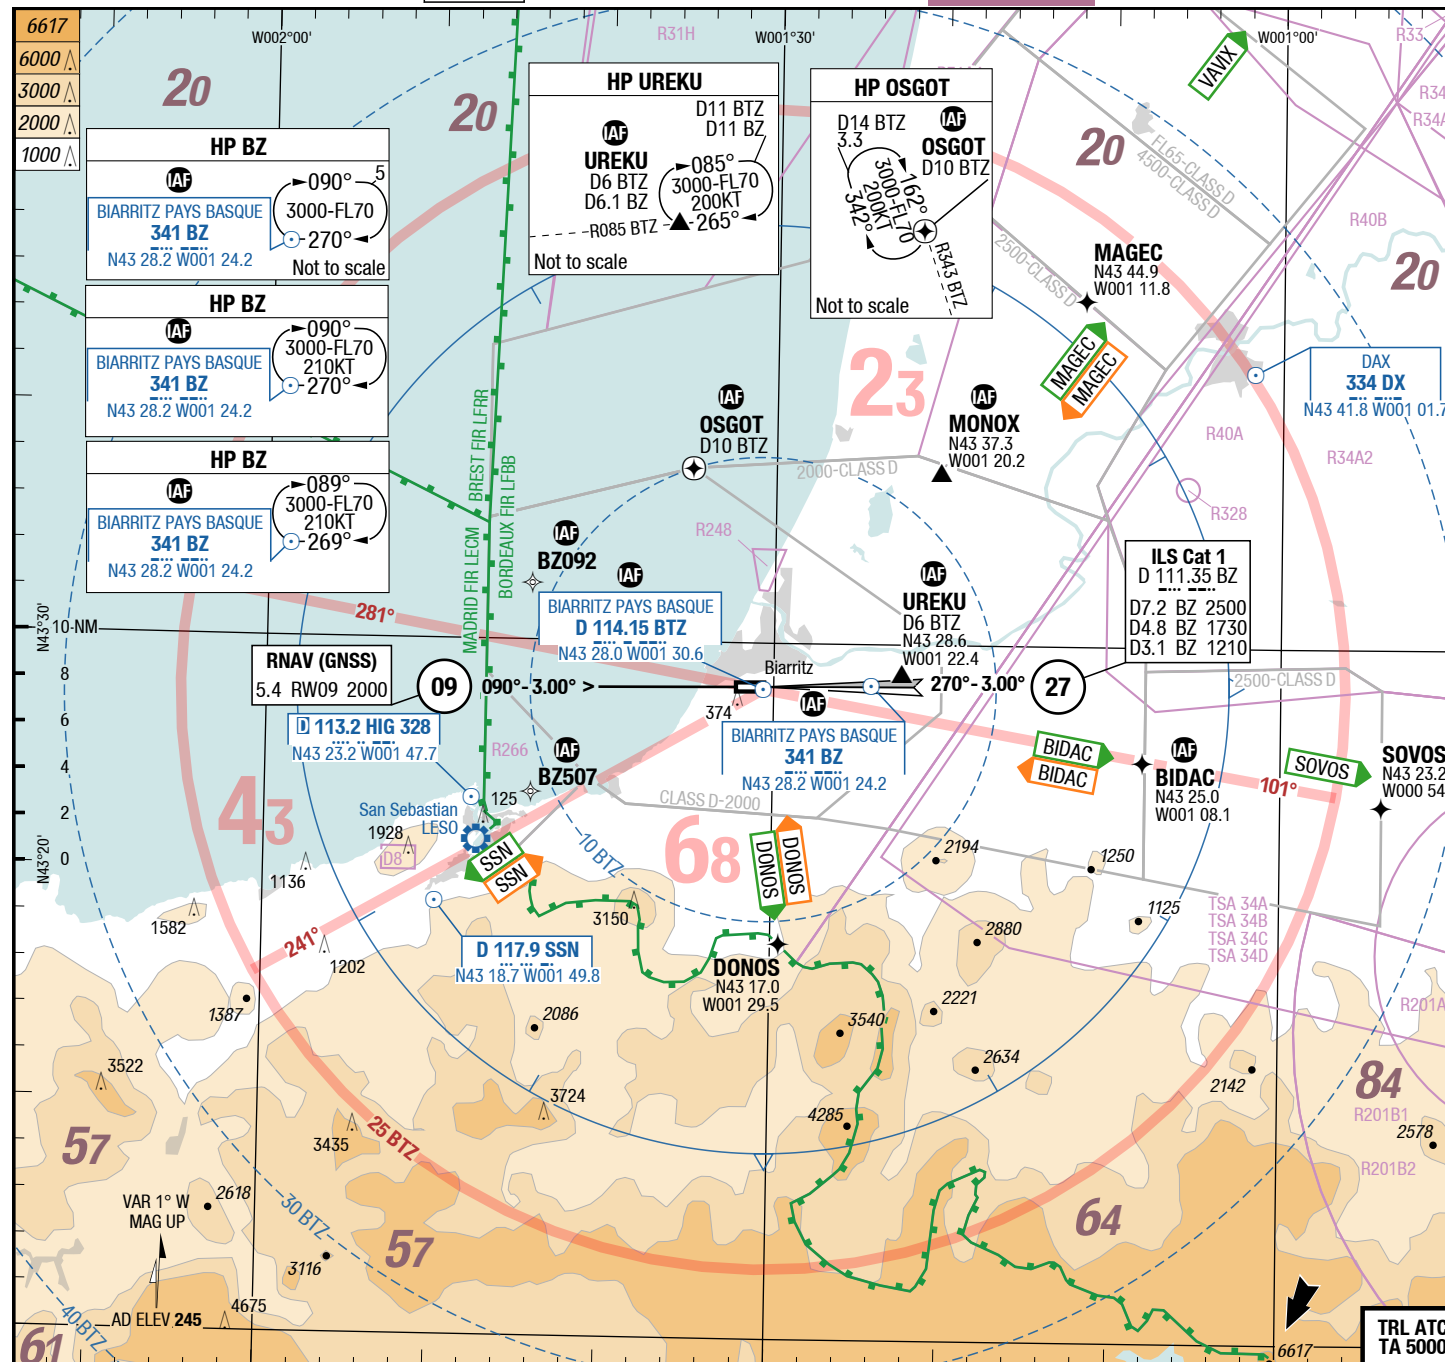 6617
6000
3000
2000
1000
W002°00'
W001°30'
W001°00'
R31H
R33
R34A
20
20
20
20
VAVIX
FL65-CLASS D
4500-CLASS D
R40B
HP BZ
IAF
BIARRITZ PAYS BASQUE
341 BZ
N43 28.2 W001 24.2
090°
5
3000-FL70
270°
Not to scale
HP BZ
IAF
BIARRITZ PAYS BASQUE
341 BZ
N43 28.2 W001 24.2
090°
3000-FL70
210KT
270°
HP BZ
IAF
BIARRITZ PAYS BASQUE
341 BZ
N43 28.2 W001 24.2
089°
3000-FL70
210KT
269°
HP UREKU
D11 BTZ
D11 BZ
IAF
UREKU
D6 BTZ
D6.1 BZ
085°
3000-FL70
200KT
265°
R085 BTZ
Not to scale
HP OSGOT
D14 BTZ
3.3
IAF
OSGOT
D10 BTZ
162°
3000-FL70
200KT
342°
R343 BTZ
Not to scale
2500-CLASS D
MAGEC
N43 44.9
W001 11.8
MAGEC
MAGEC
DAX
334 DX
N43 41.8 W001 01.7
R40A
R34A2
R328
23
IAF
OSGOT
D10 BTZ
IAF
MONOX
N43 37.3
W001 20.2
2000-CLASS D
R248
BREST FIR LFRR
BORDEAUX FIR LFBB
MADRID FIR LECM
IAF
BZ092
IAF
BIARRITZ PAYS BASQUE
D 114.15 BTZ
N43 28.0 W001 30.6
IAF
UREKU
D6 BTZ
N43 28.6
W001 22.4
ILS Cat 1
D 111.35 BZ
D7.2 BZ 2500
D4.8 BZ 1730
D3.1 BZ 1210
N43°30'
10 NM
8
6
4
2
0
N43°20'
281°
RNAV (GNSS)
5.4 RW09 2000
09
090°-3.00° >
Biarritz
374
270°-3.00°
27
2500-CLASS D
D 113.2 HIG 328
N43 23.2 W001 47.7
R266
IAF
BZ507
IAF
BIARRITZ PAYS BASQUE
341 BZ
N43 28.2 W001 24.2
BIDAC
BIDAC
IAF
BIDAC
N43 25.0
W001 08.1
SOVOS
SOVOS
N43 23.2
W000 54
101°
CLASS D-2000
43
San Sebastian
LESO
125
1928
D8
1136
SSN
SSN
10 BTZ
68
DONOS
DONOS
2194
1250
TSA 34A
TSA 34B
TSA 34C
TSA 34D
1582
241°
1202
3150
D 117.9 SSN
N43 18.7 W001 49.8
DONOS
N43 17.0
W001 29.5
2880
1125
1387
2086
2221
3540
R201A
3522
3724
2634
2142
84
4285
R201B1
2578
3435
25 BTZ
57
R201B2
VAR 1° W
MAG UP
2618
30 BTZ
57
64
3116
AD ELEV 245
4675
40 BTZ
61
6617
TRL ATC
TA 5000